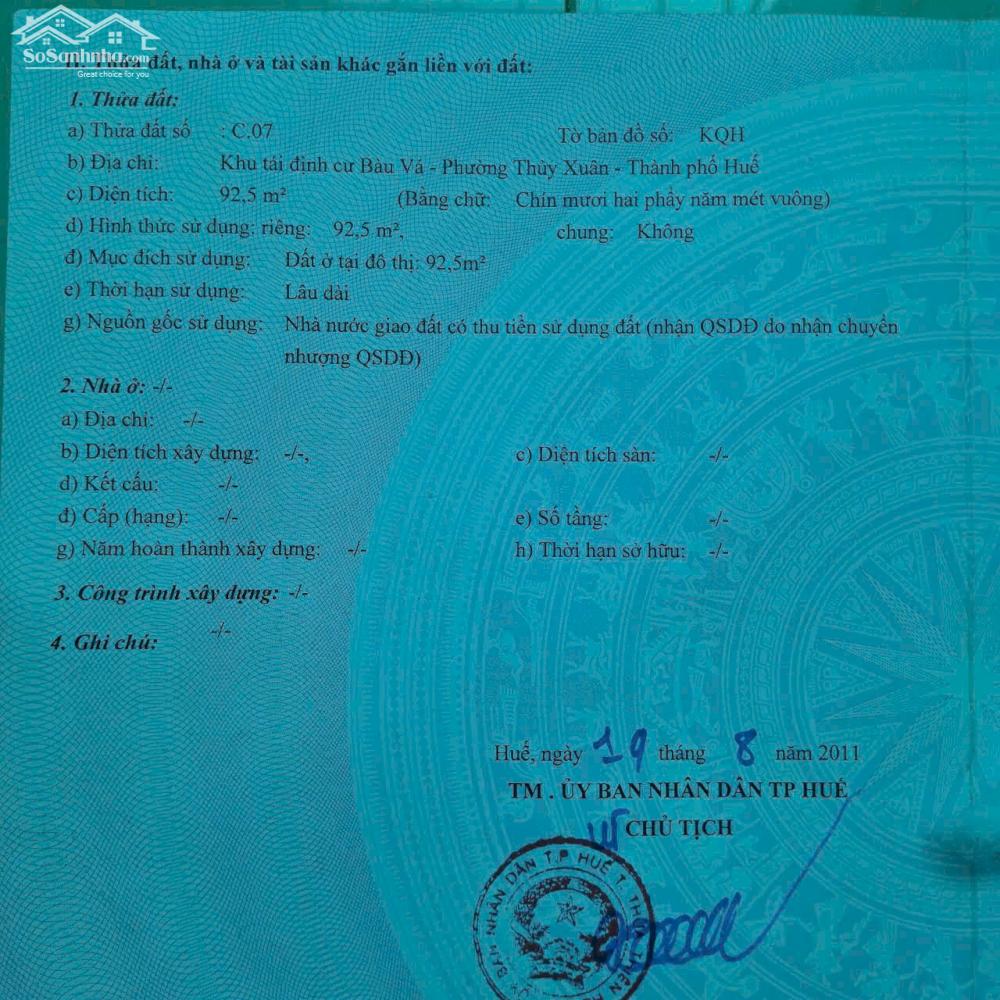 SoSanhnha.com
Great choice for you
II. Thửa đất, nhà ở và tài sản khác gắn liền với đất:
1. Thửa đất:
a) Thửa đất số : C.07 Tờ bản đồ số: KQH
b) Địa chỉ: Khu tái định cư Bàu Vá - Phường Thủy Xuân - Thành phố Huế
c) Diện tích: 92,5 m² (Bằng chữ: Chín mươi hai phẩy năm mét vuông)
d) Hình thức sử dụng: riêng: 92,5 m², chung: Không
đ) Mục đích sử dụng: Đất ở tại đô thị: 92,5m²
e) Thời hạn sử dụng: Lâu dài
g) Nguồn gốc sử dụng: Nhà nước giao đất có thu tiền sử dụng đất (nhận QSDĐ do nhận chuyển
nhượng QSDĐ)
2. Nhà ở: -/-
a) Địa chỉ: -/-
b) Diện tích xây dựng: -/-, c) Diện tích sàn: -/-
d) Kết cấu: -/-
đ) Cấp (hạng): -/- e) Số tầng: -/-
g) Năm hoàn thành xây dựng: -/- h) Thời hạn sở hữu: -/-
3. Công trình xây dựng: -/-
4. Ghi chú: -/-
Huế, ngày 19 tháng 8 năm 2011
TM . ỦY BAN NHÂN DÂN TP HUẾ
CHỦ TỊCH
BAN NHÂN DÂN T.P HUẾ T. THỪA THIÊN